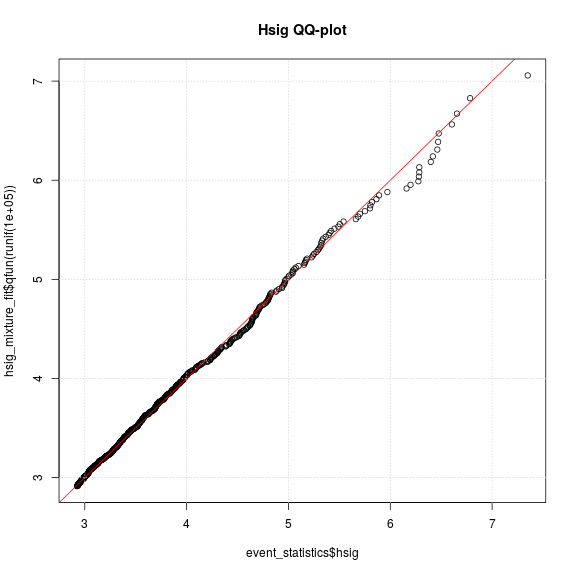 Hsig QQ-plot
hsig_mixture_fit$qfun(runif(1e+05))
7
6
5
4
3
3 4 5 6 7
event_statistics$hsig